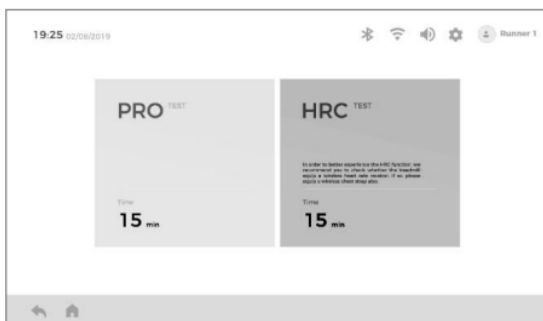 19:25 02/08/2019
Runner 1
PRO TEST
HRC TEST
In order to better experience the HRC function, we
recommend you to check whether the treadmill
equip a wireless heart rate receiver. If so, please
equip a wireless chest strap also.
Time
15 min
Time
15 min